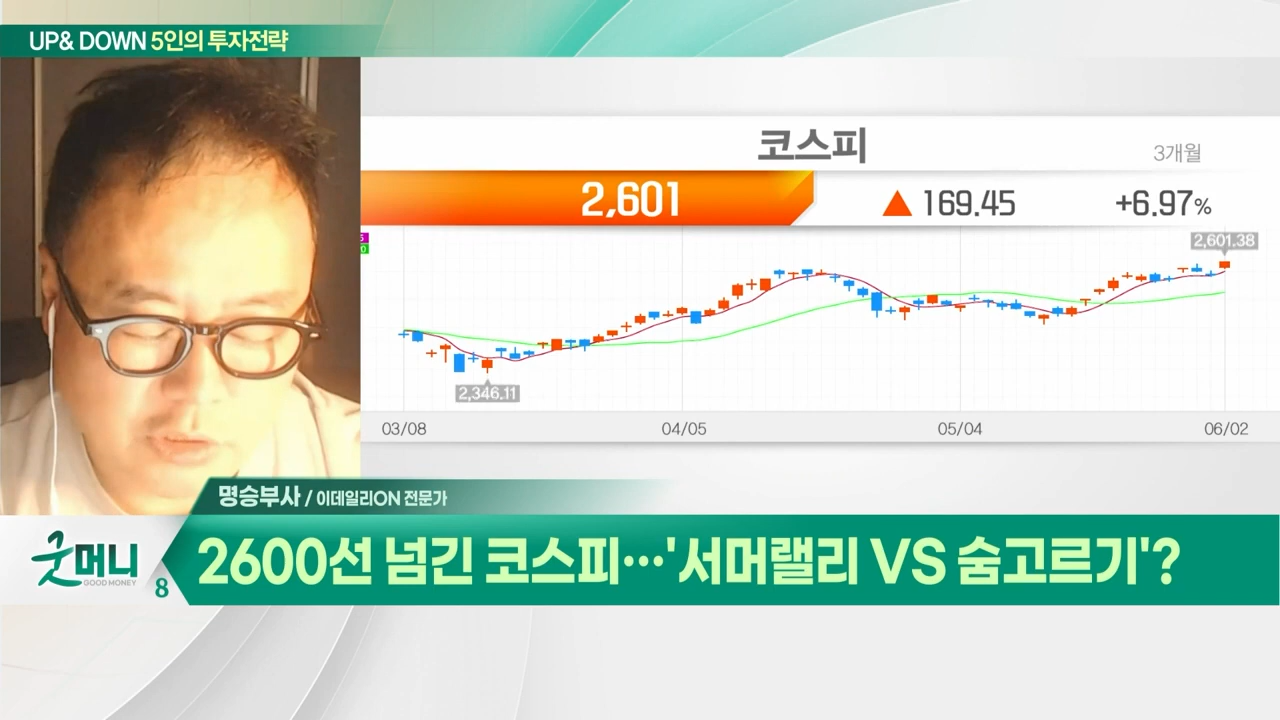 UP& DOWN 5인의 투자전략
코스피
3개월
2,601
▲ 169.45
+6.97%
2,601.38
2,346.11
03/08
04/05
05/04
06/02
명승부사 / 이데일리ON 전문가
굿머니
GOOD MONEY
8
2600선 넘긴 코스피…'서머랠리 VS 숨고르기'?